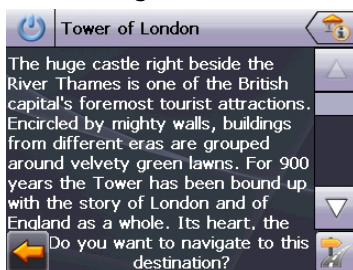 Tower of London
The huge castle right beside the
River Thames is one of the British
capital's foremost tourist attractions.
Encircled by mighty walls, buildings
from different eras are grouped
around velvety green lawns. For 900
years the Tower has been bound up
with the story of London and of
England as a whole. Its heart, the
Do you want to navigate to this
destination?